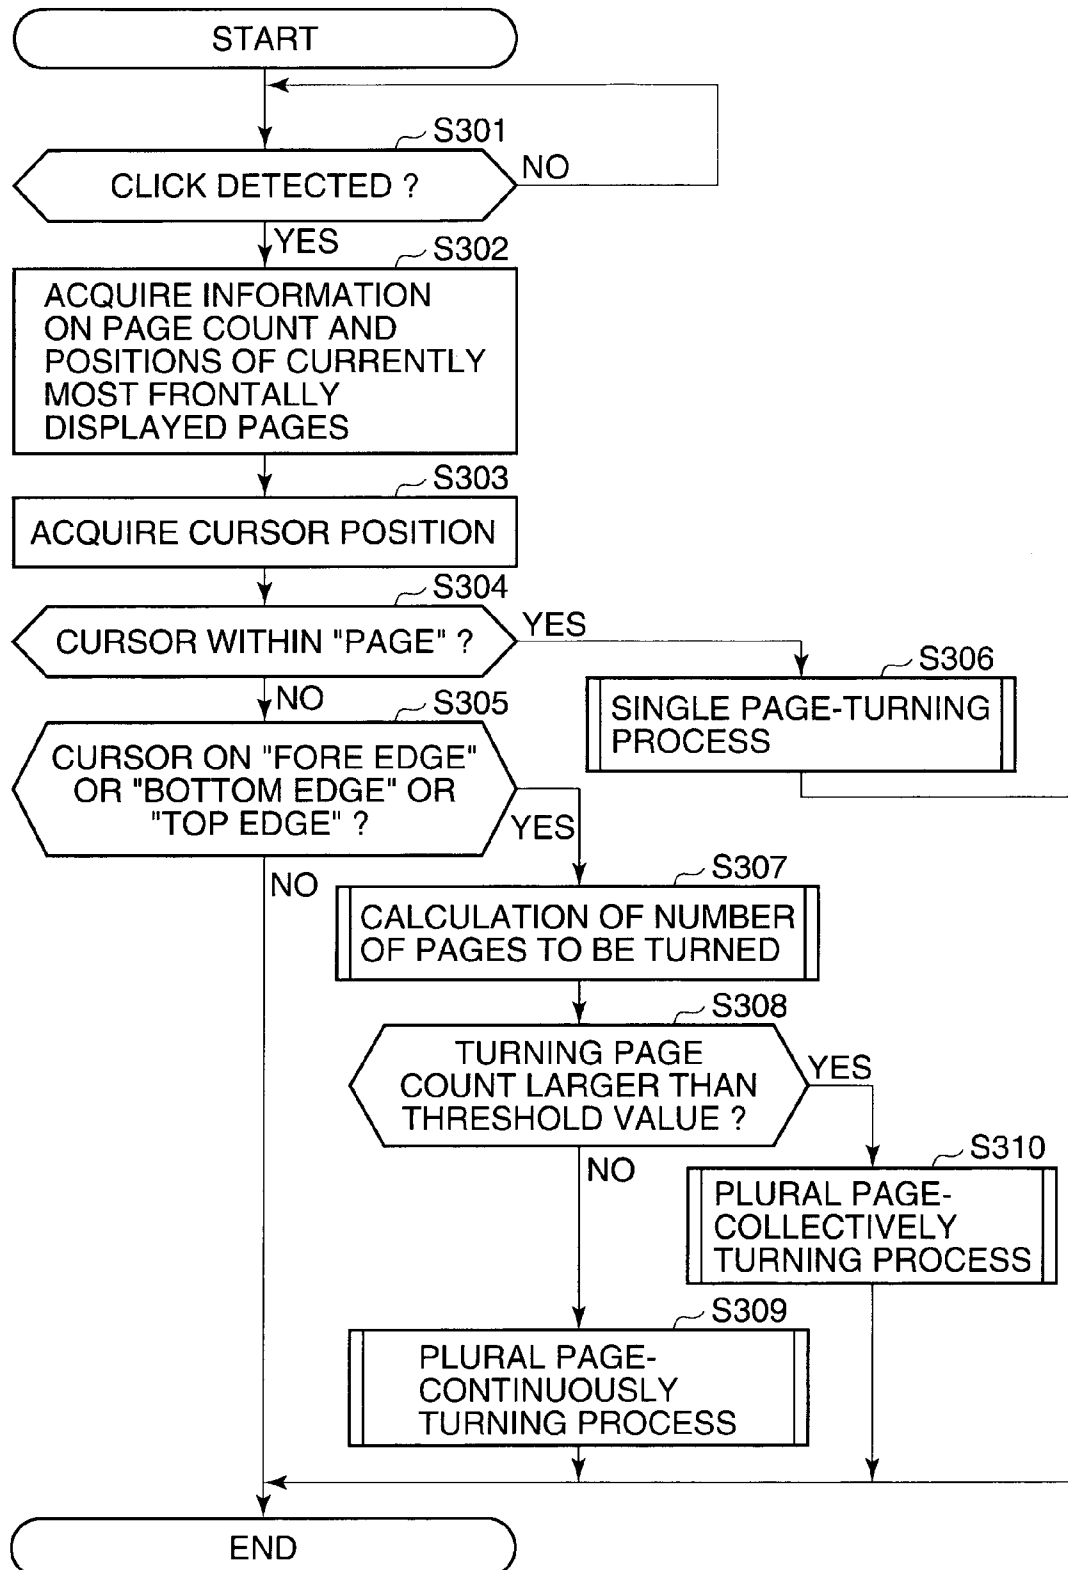 START
S301
CLICK DETECTED ?
NO
YES
S302
ACQUIRE INFORMATION
ON PAGE COUNT AND
POSITIONS OF CURRENTLY
MOST FRONTALLY
DISPLAYED PAGES
S303
ACQUIRE CURSOR POSITION
S304
CURSOR WITHIN "PAGE" ?
YES
NO
S306
SINGLE PAGE-TURNING
PROCESS
S305
CURSOR ON "FORE EDGE"
OR "BOTTOM EDGE" OR
"TOP EDGE" ?
YES
NO
S307
CALCULATION OF NUMBER
OF PAGES TO BE TURNED
S308
TURNING PAGE
COUNT LARGER THAN
THRESHOLD VALUE ?
YES
NO
S310
PLURAL PAGE-
COLLECTIVELY
TURNING PROCESS
S309
PLURAL PAGE-
CONTINUOUSLY
TURNING PROCESS
END